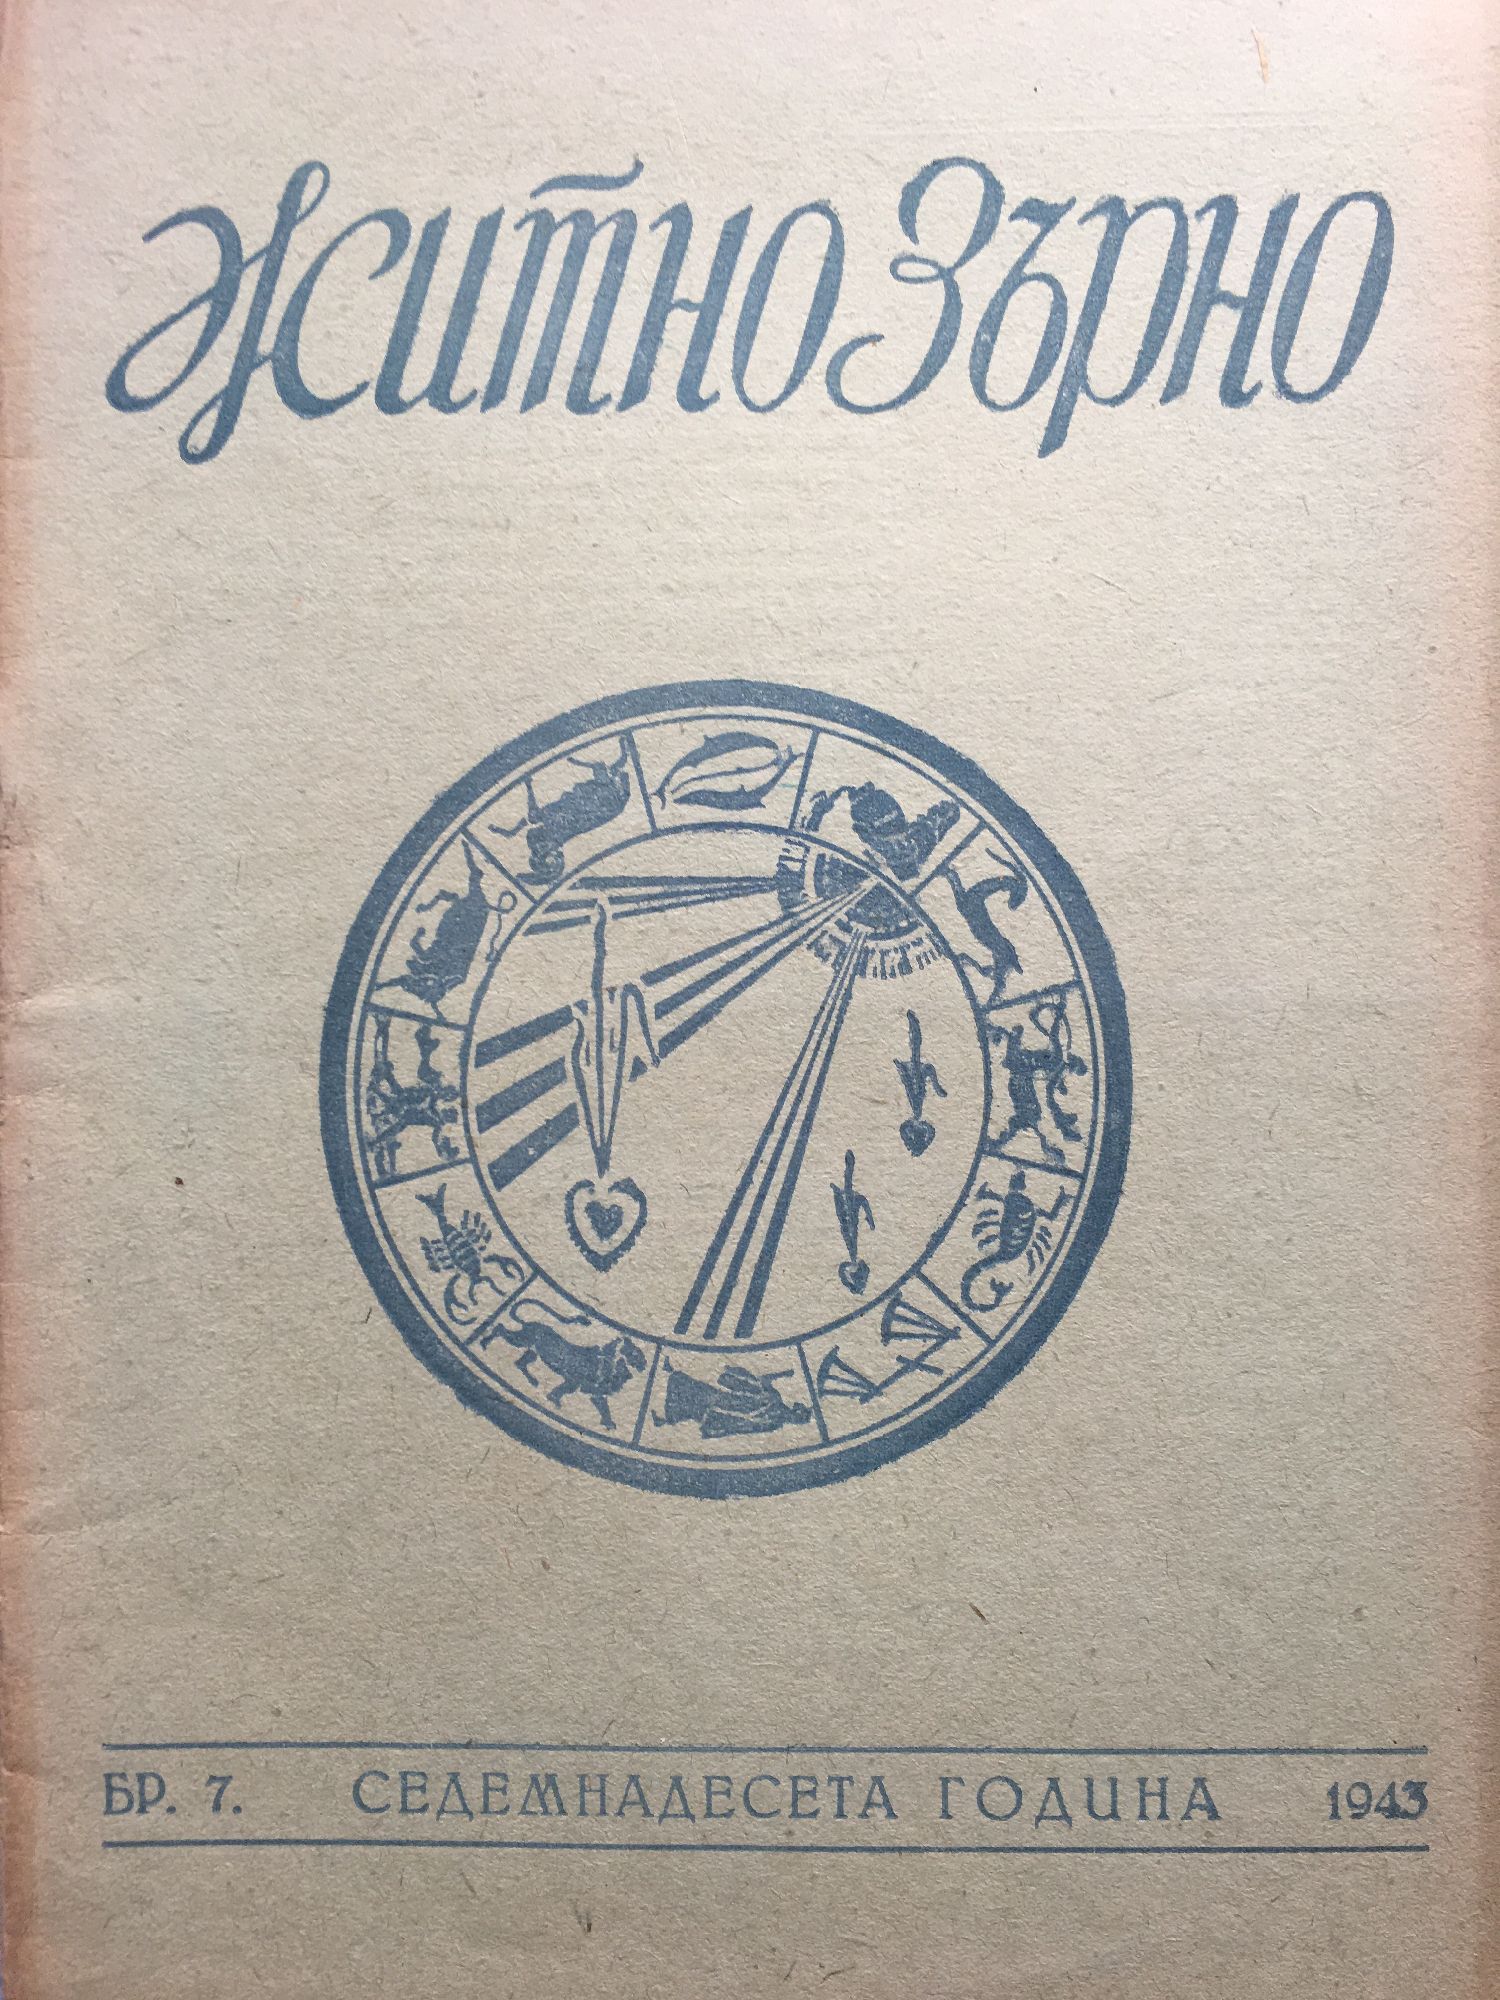 Житно Зърно
БР. 7. СЕДЕМНАДЕСЕТА ГОДИНА 1943